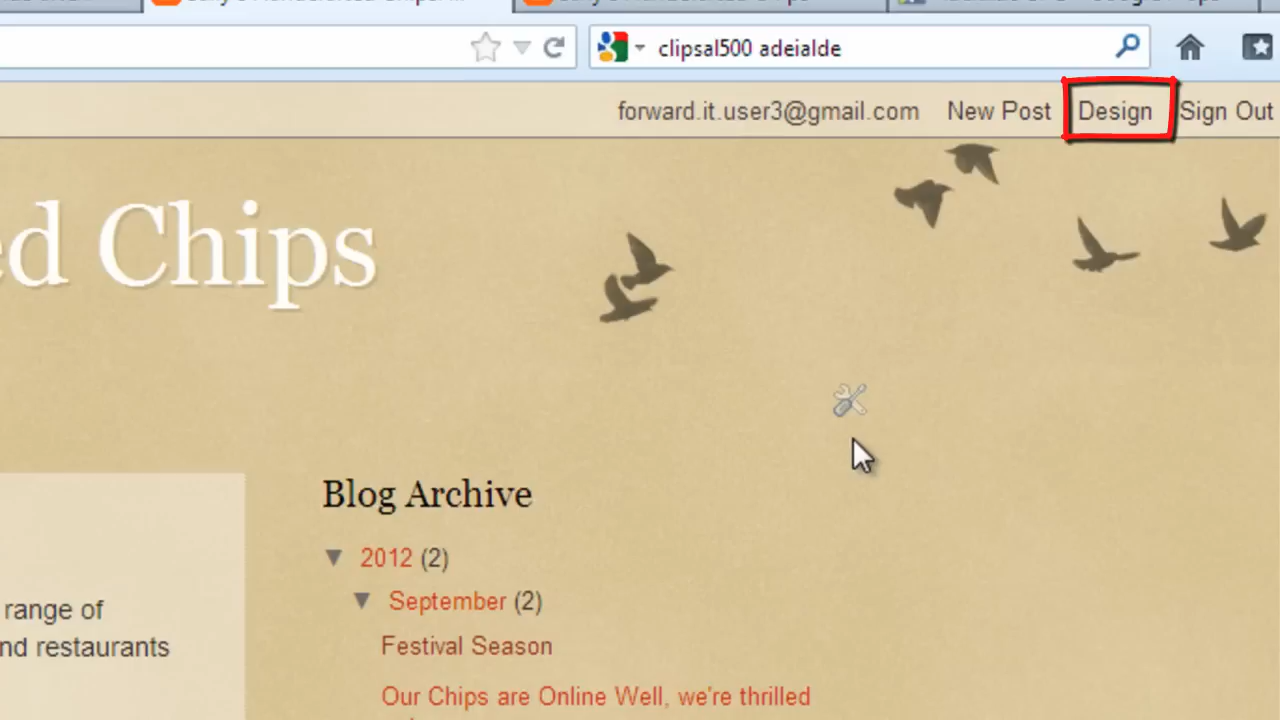 clipsal500 adeialde
forward.it.user3@gmail.com New Post Design Sign Out
ed Chips
Blog Archive
▼ 2012 (2)
▼ September (2)
Festival Season
Our Chips are Online Well, we're thrilled
range of
nd restaurants